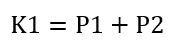 K1 = P1 + P2